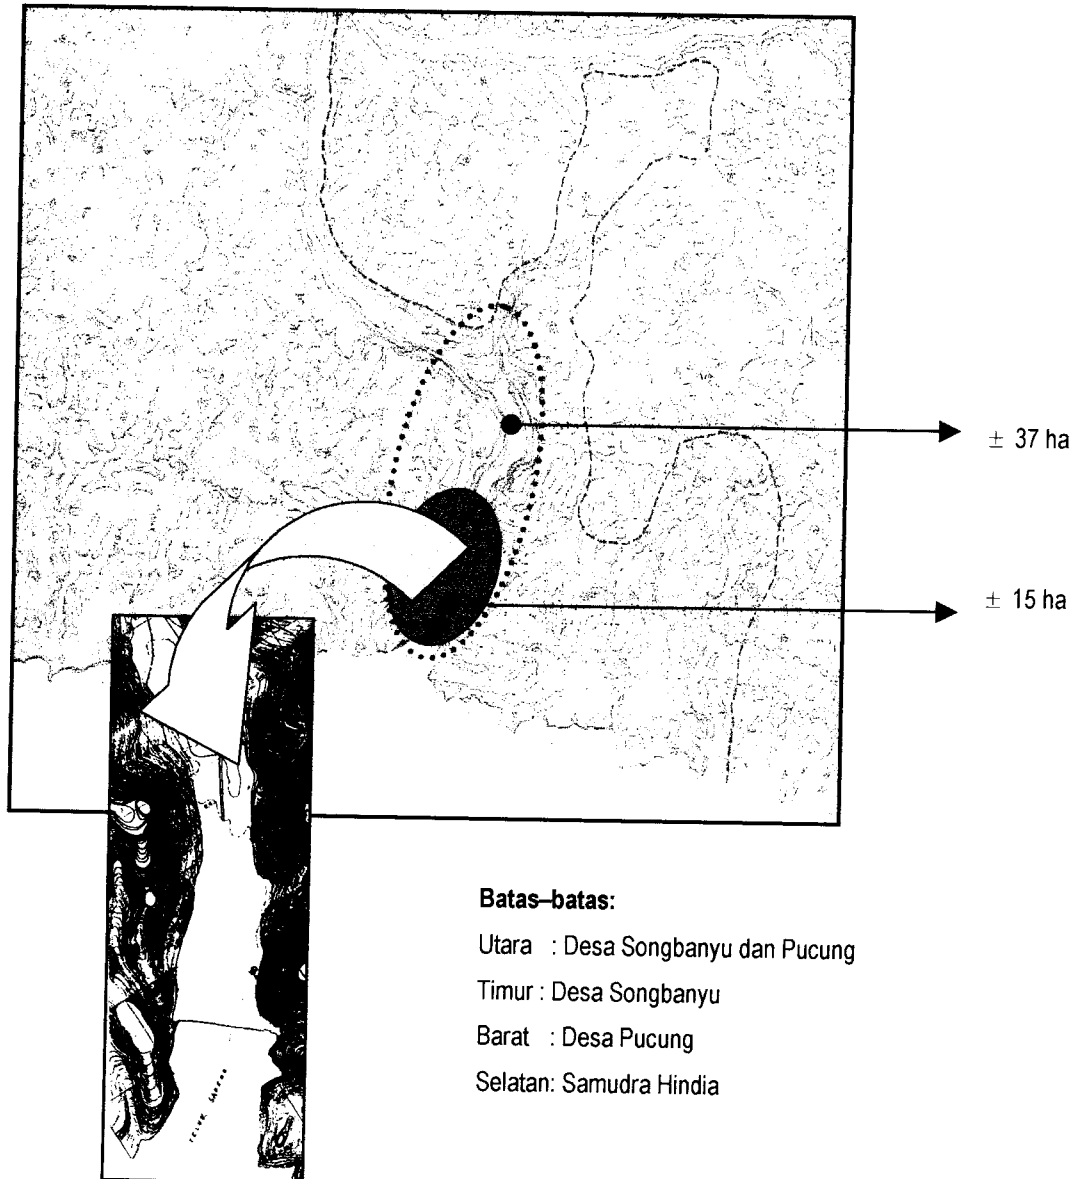 ± 37 ha
± 15 ha
Batas–batas:
Utara : Desa Songbanyu dan Pucung
Timur : Desa Songbanyu
Barat : Desa Pucung
Selatan: Samudra Hindia
TELUK